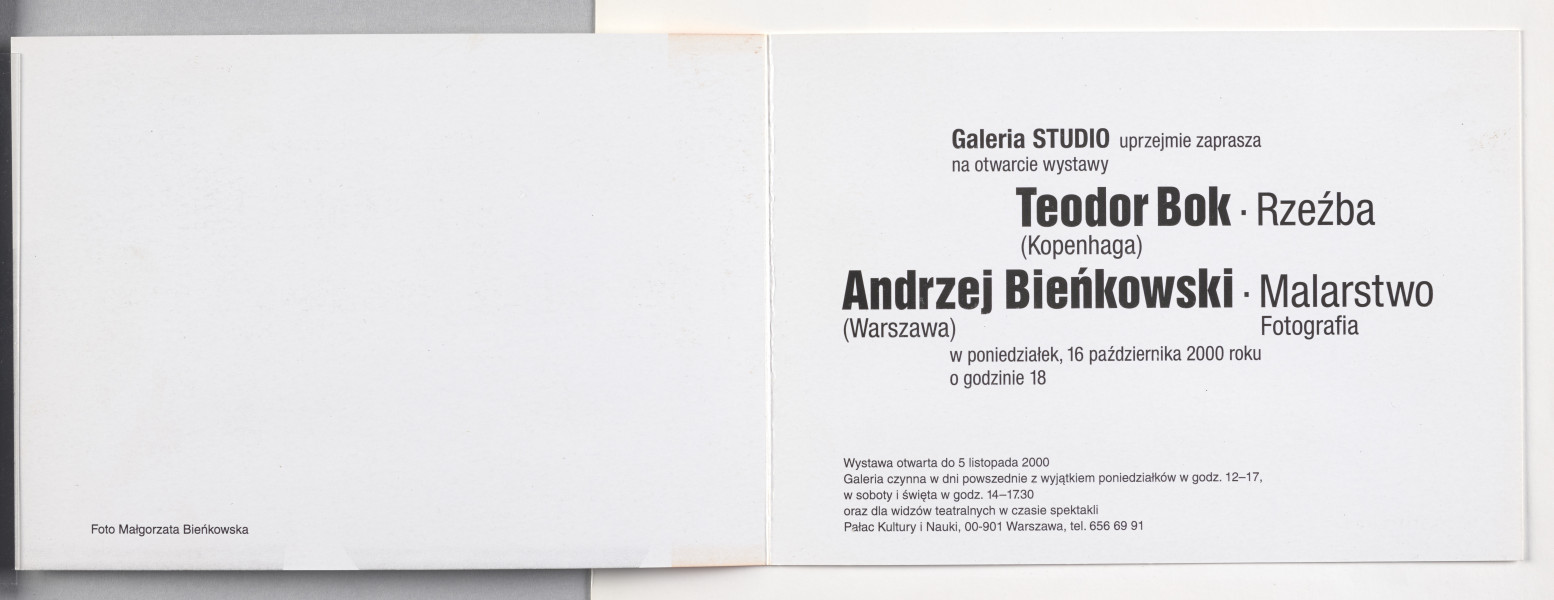 Foto Małgorzata Bieńkowska
Galeria STUDIO uprzejmie zaprasza
na otwarcie wystawy
Teodor Bok · Rzeźba
(Kopenhaga)
Andrzej Bieńkowski · Malarstwo
(Warszawa) Fotografia
w poniedziałek, 16 października 2000 roku
o godzinie 18
Wystawa otwarta do 5 listopada 2000
Galeria czynna w dni powszednie z wyjątkiem poniedziałków w godz. 12–17,
w soboty i święta w godz. 14–17.30
oraz dla widzów teatralnych w czasie spektakli
Pałac Kultury i Nauki, 00-901 Warszawa, tel. 656 69 91